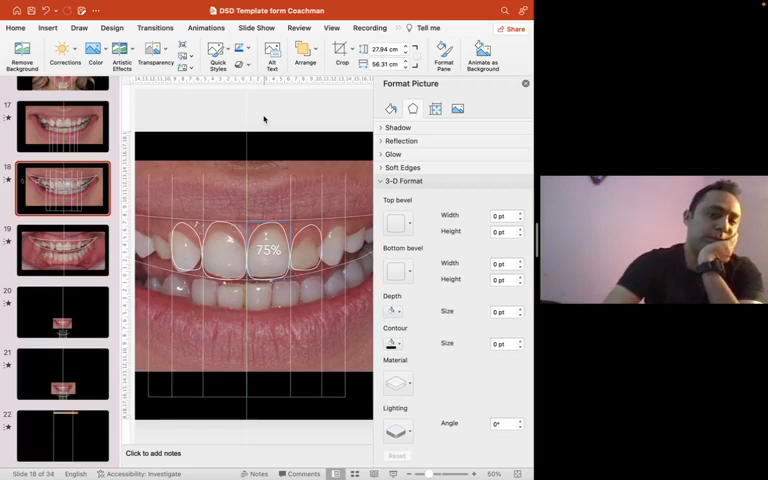 DSD Template form Coachman
Home Insert Draw Design Transitions Animations Slide Show Review View Recording Tell me Share
Remove Background
Corrections
Color
Artistic Effects
Transparency
Quick Styles
Alt Text
Arrange
Crop
27.94 cm
56.31 cm
Format Pane
Animate as Background
Format Picture
Shadow
Reflection
Glow
Soft Edges
3-D Format
Top bevel
Width 0 pt
Height 0 pt
Bottom bevel
Width 0 pt
Height 0 pt
Depth
Size 0 pt
Contour
Size 0 pt
Material
Lighting
Angle 0°
Reset
17
18
19
20
21
22
75%
Click to add notes
Slide 18 of 34 English Accessibility: Investigate Notes Comments 50%